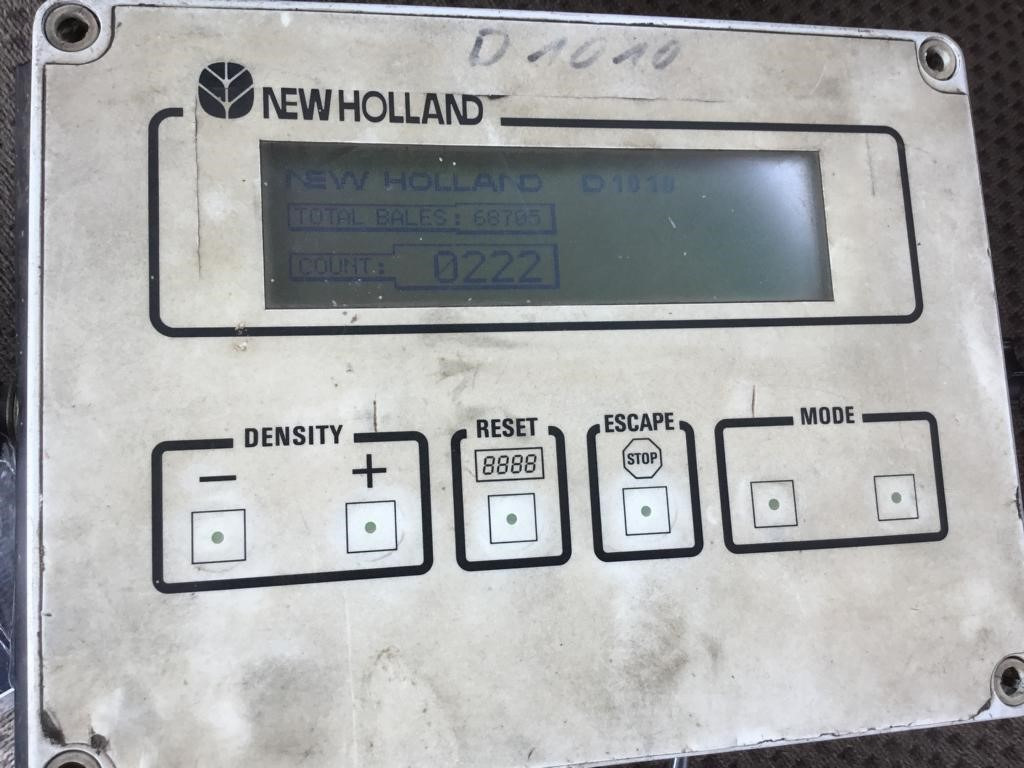 D 1010
NEW HOLLAND
NEW HOLLAND D1010
TOTAL BALES: 68705
COUNT: 0222
DENSITY
- +
RESET
8888
ESCAPE
STOP
MODE